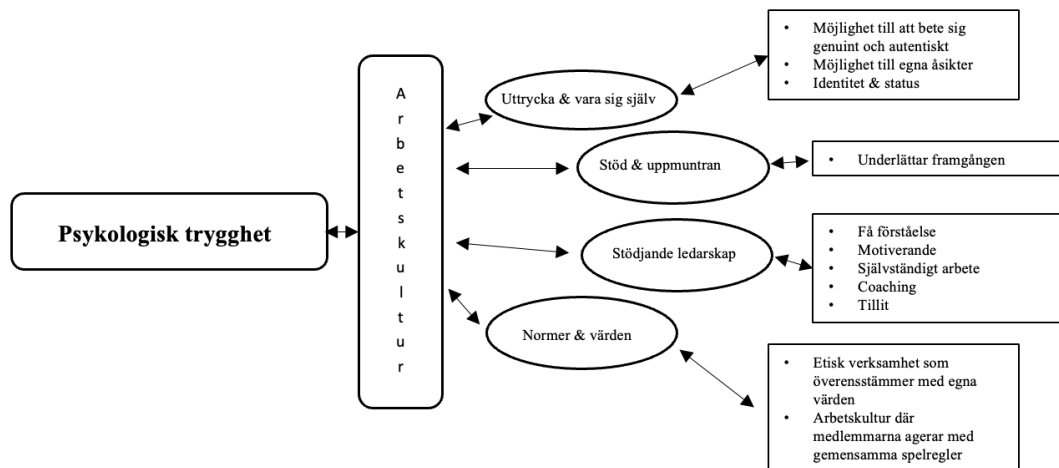 Psykologisk trygghet
Arbetskultur
Uttrycka & vara sig själv
• Möjlighet till att bete sig
genuint och autentiskt
• Möjlighet till egna åsikter
• Identitet & status
Stöd & uppmuntran
• Underlättar framgången
Stödjande ledarskap
• Få förståelse
• Motiverande
• Självständigt arbete
• Coaching
• Tillit
Normer & värden
• Etisk verksamhet som
överensstämmer med egna
värden
• Arbetskultur där
medlemmarna agerar med
gemensamma spelregler